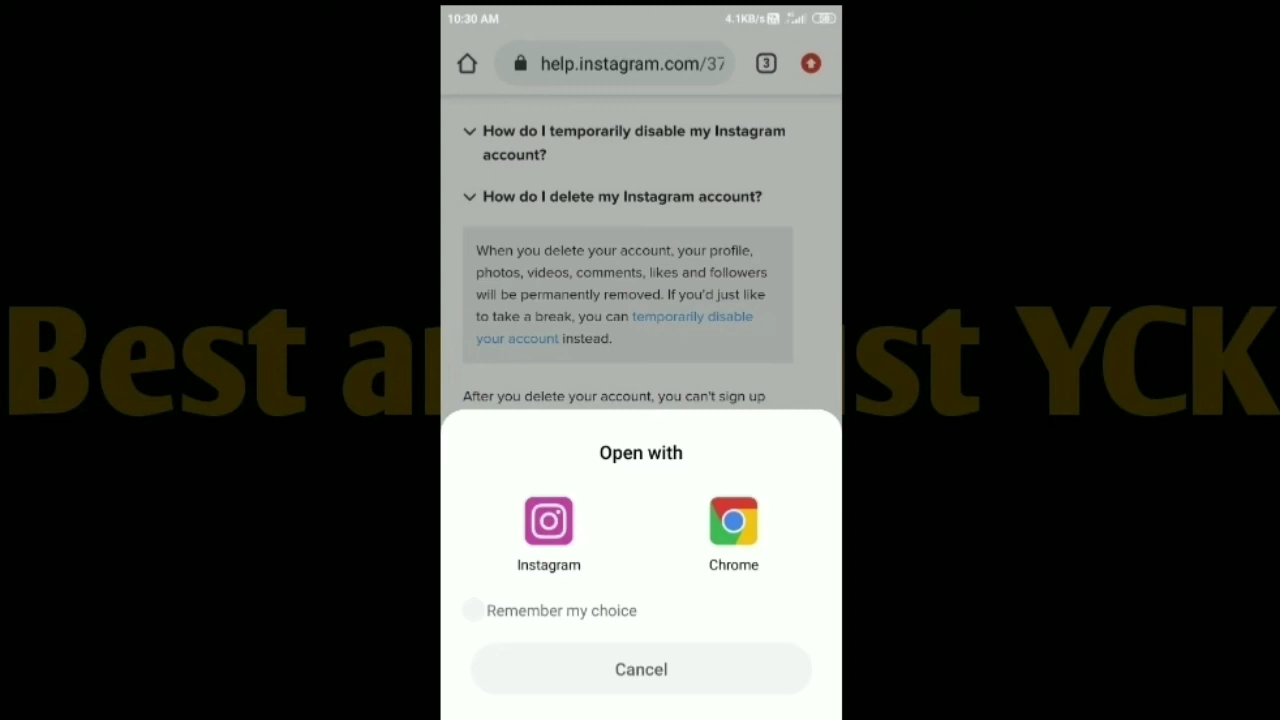 10:30 AM
4.1KB/s
58
help.instagram.com/37
3
How do I temporarily disable my Instagram
account?
How do I delete my Instagram account?
When you delete your account, your profile,
photos, videos, comments, likes and followers
will be permanently removed. If you'd just like
to take a break, you can temporarily disable
your account instead.
After you delete your account, you can't sign up
Best
YCK
Open with
Instagram
Chrome
Remember my choice
Cancel